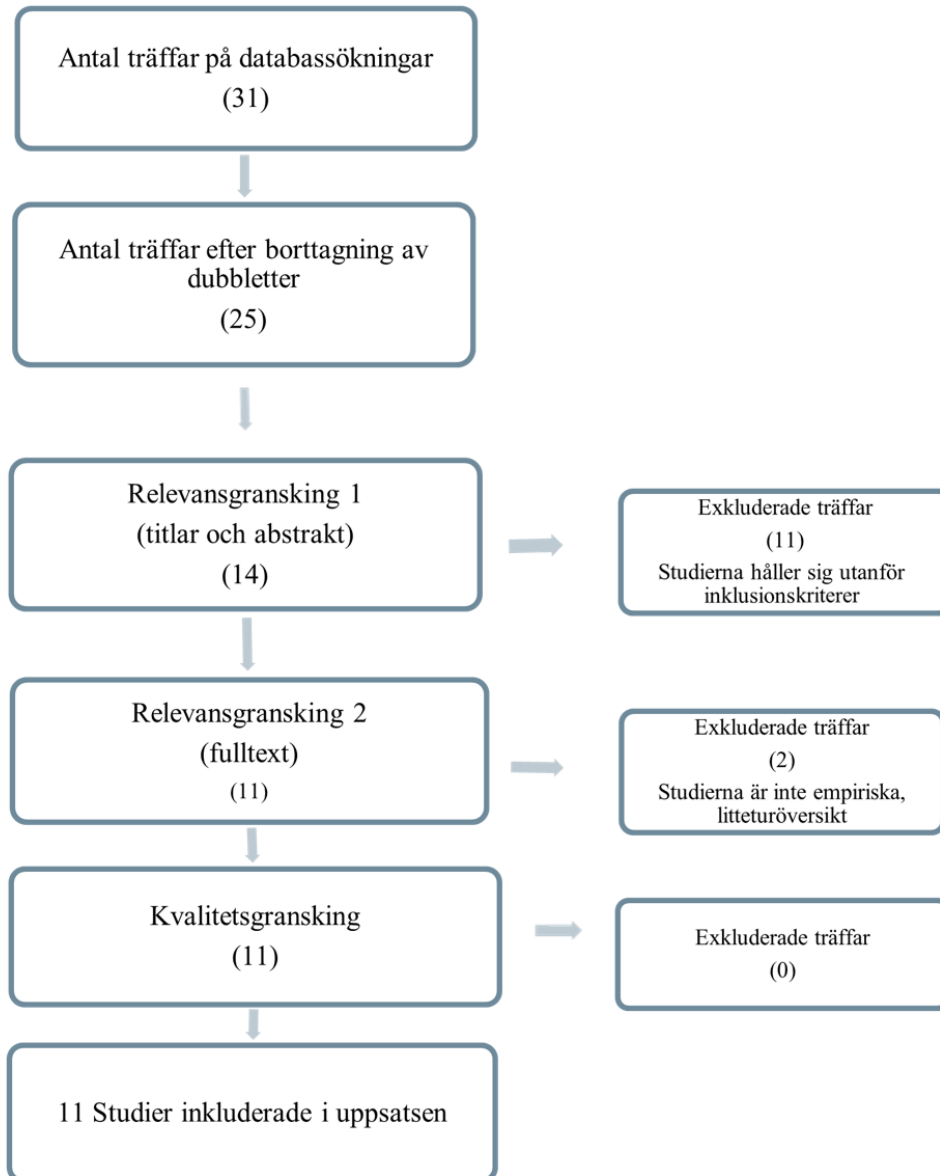 Antal träffar på databassökningar
(31)
Antal träffar efter borttagning av
dubbletter
(25)
Relevansgransking 1
(titlar och abstrakt)
(14)
Exkluderade träffar
(11)
Studierna håller sig utanför
inklusionskriterer
Relevansgransking 2
(fulltext)
(11)
Exkluderade träffar
(2)
Studierna är inte empiriska,
litteturöversikt
Kvalitetsgransking
(11)
Exkluderade träffar
(0)
11 Studier inkluderade i uppsatsen